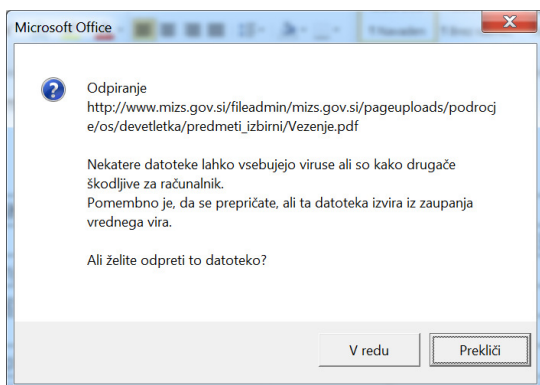 Microsoft Office
Odpiranje
http://www.mizs.gov.si/fileadmin/mizs.gov.si/pageuploads/podrocj
e/os/devetletka/predmeti_izbirni/Vezenje.pdf
Nekatere datoteke lahko vsebujejo viruse ali so kako drugače
škodljive za računalnik.
Pomembno je, da se prepričate, ali ta datoteka izvira iz zaupanja
vrednega vira.
Ali želite odpreti to datoteko?
V redu
Prekliči